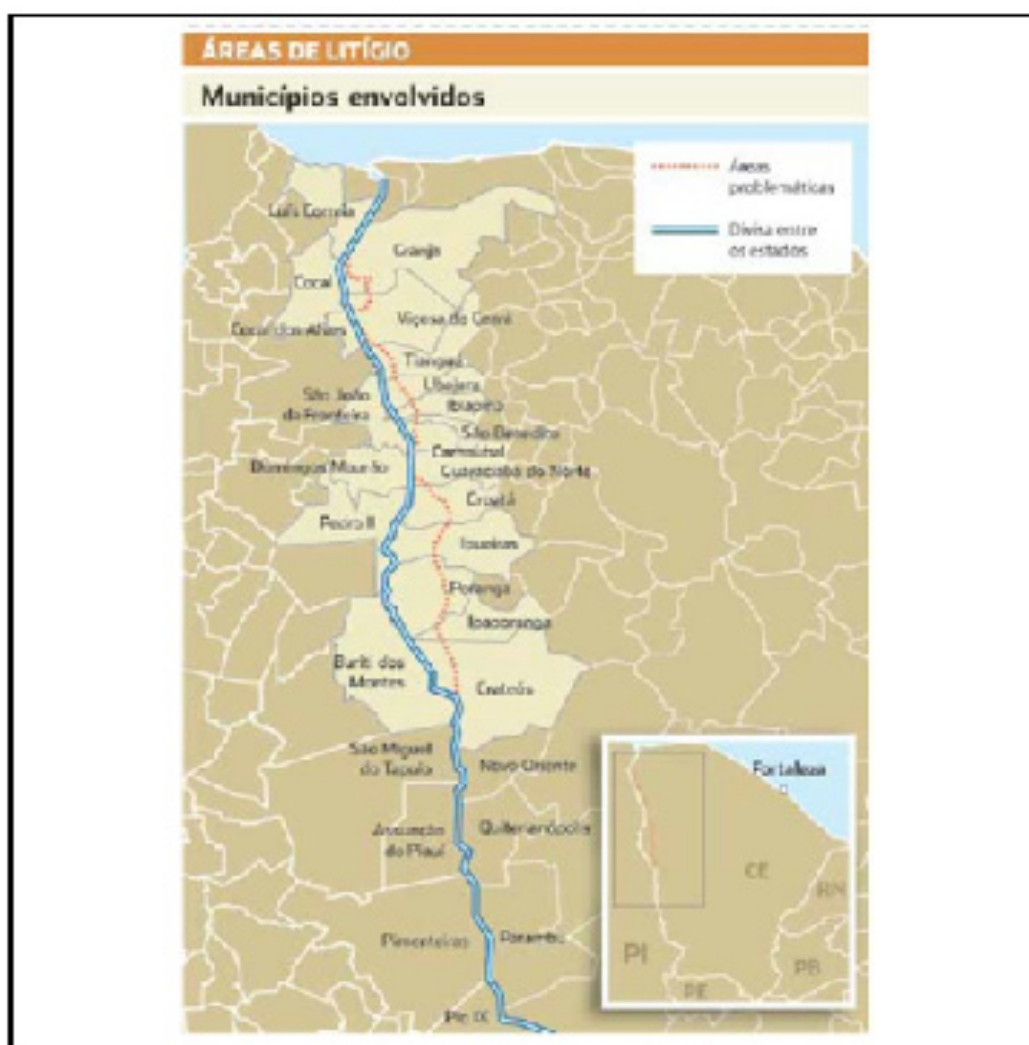 ÁREAS DE LITÍGIO
Municípios envolvidos
Áreas
problemáticas
Divisa entre
os estados
Luís Correia
Granja
Cocal
Cocal dos Alves
Viçosa do Ceará
Tianguá
Ubajara
São João
da Fronteira
Ibiapina
São Benedito
Carnaubal
Domingos Mourão
Guaraciaba do Norte
Croatá
Pedro II
Ipueiras
Poranga
Ipaporanga
Buriti dos
Montes
Crateús
São Miguel
do Tapuio
Novo Oriente
Fortaleza
Assunção
do Piauí
Quiterianópolis
CE
RN
Pimenteiras
Parambu
PI
PB
PE
Pio IX